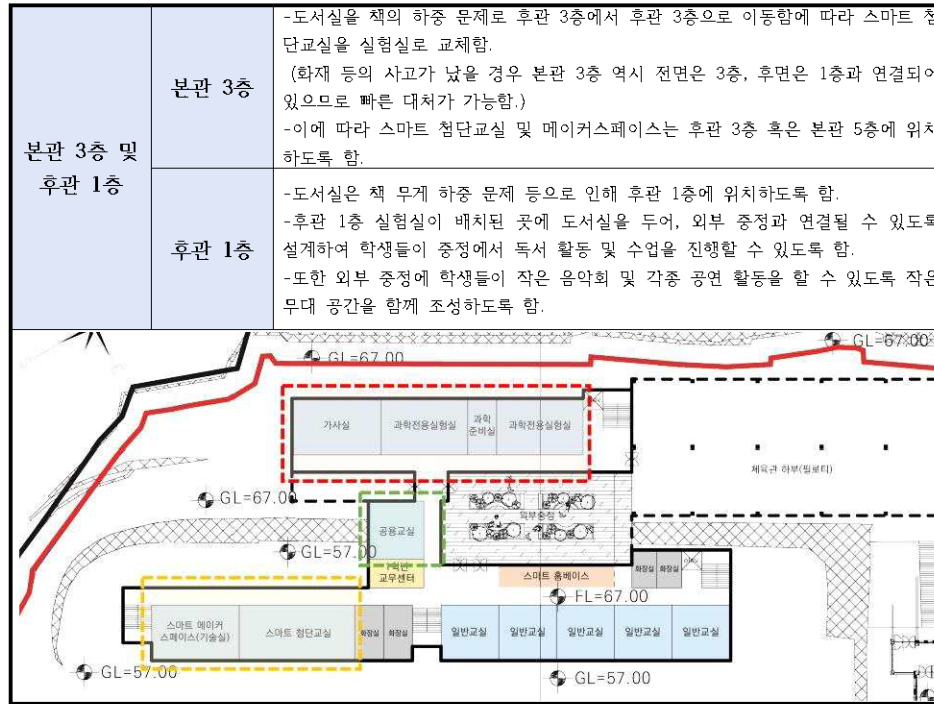 본관 3층 및
후관 1층
본관 3층
-도서실을 책의 하중 문제로 후관 3층에서 후관 3층으로 이동함에 따라 스마트 첨
단교실을 실험실로 교체함.
(화재 등의 사고가 났을 경우 본관 3층 역시 전면은 3층, 후면은 1층과 연결되어
있으므로 빠른 대처가 가능함.)
-이에 따라 스마트 첨단교실 및 메이커스페이스는 후관 3층 혹은 본관 5층에 위치
하도록 함.
후관 1층
-도서실은 책 무게 하중 문제 등으로 인해 후관 1층에 위치하도록 함.
-후관 1층 실험실이 배치된 곳에 도서실을 두어, 외부 중정과 연결될 수 있도록
설계하여 학생들이 중정에서 독서 활동 및 수업을 진행할 수 있도록 함.
-또한 외부 중정에 학생들이 작은 음악회 및 각종 공연 활동을 할 수 있도록 작은
무대 공간을 함께 조성하도록 함.
GL=67.00
GL=67.00
가사실
과학전용실험실
과학
준비실
과학전용실험실
체육관 하부(필로티)
GL=67.00
외부중정
공용교실
GL=57.00
1학년
교무센터
스마트 홈베이스
화장실
화장실
FL=67.00
스마트 메이커
스페이스(기술실)
스마트 첨단교실
화장실
화장실
일반교실
일반교실
일반교실
일반교실
일반교실
GL=57.00
GL=57.00